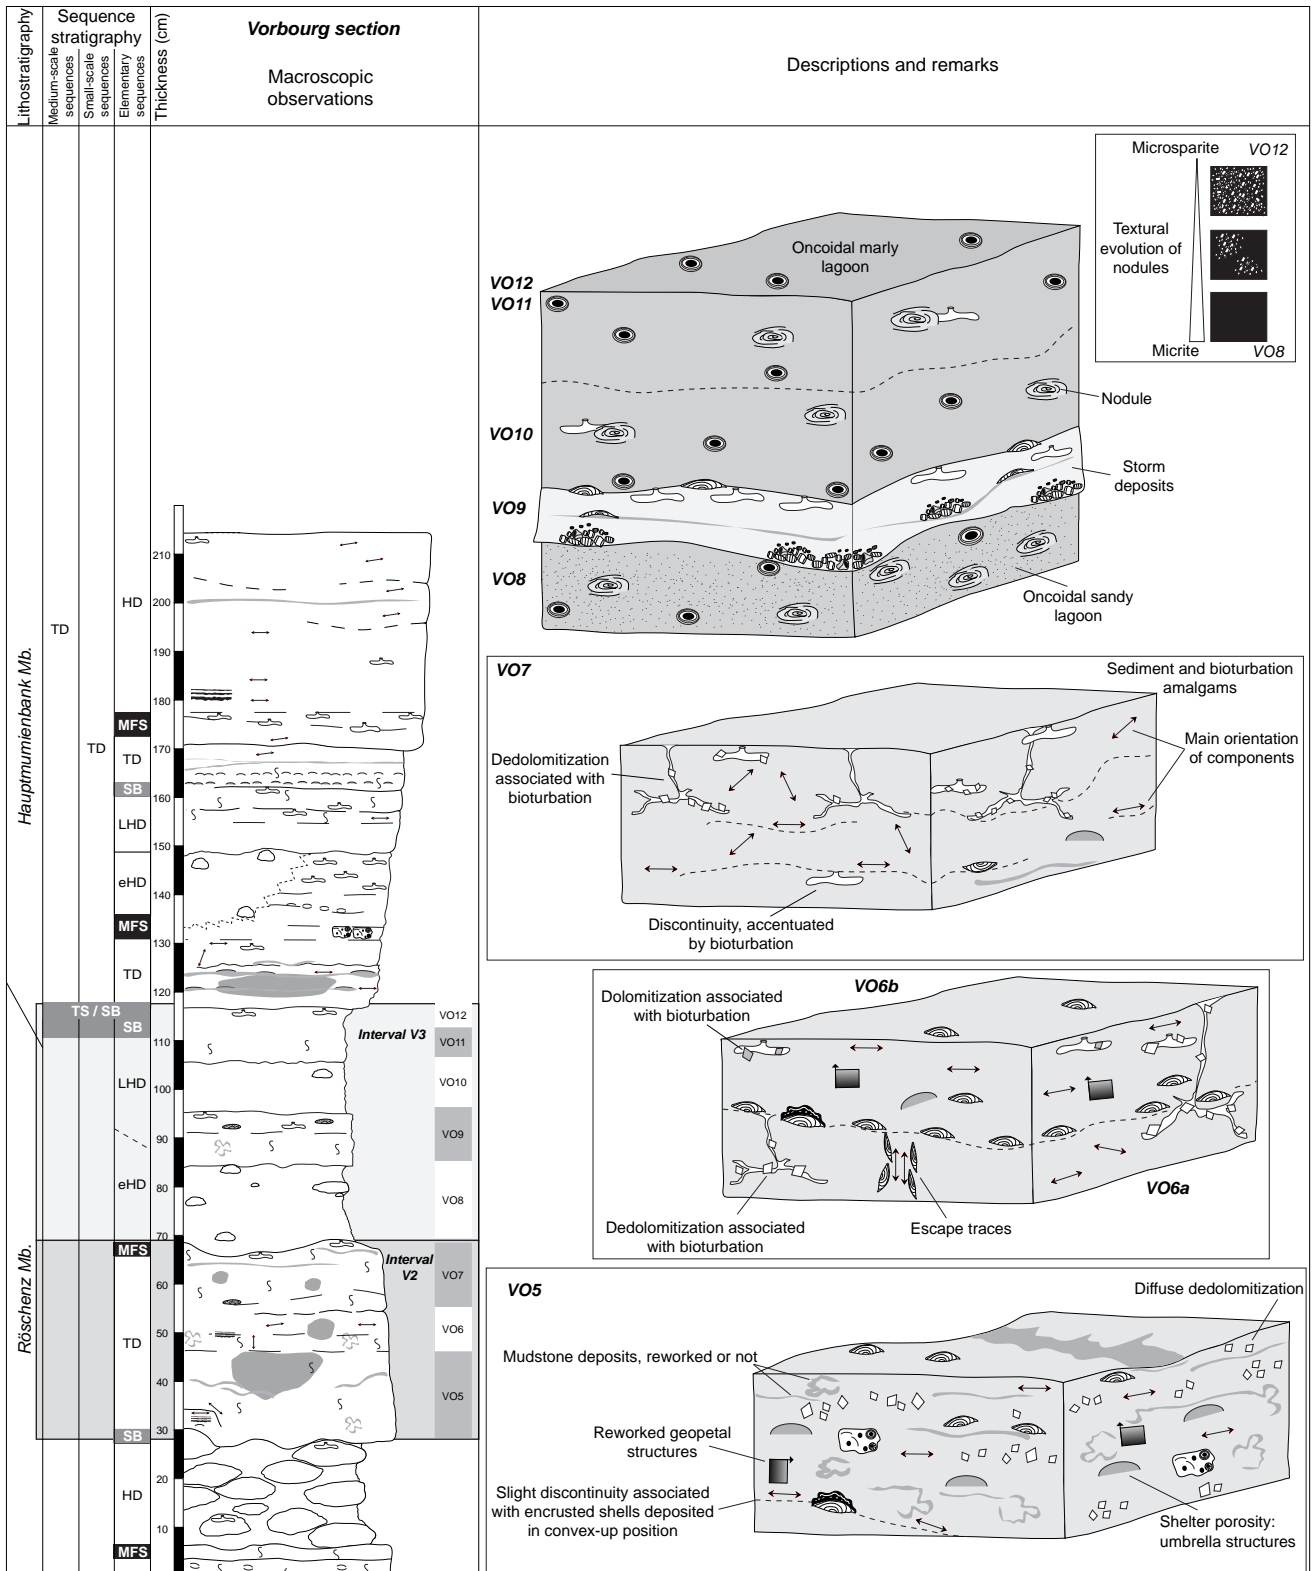 Lithostratigraphy
Sequence
stratigraphy
Medium-scale
sequences
Small-scale
sequences
Elementary
sequences
Thickness (cm)
Vorbourg section
Macroscopic
observations
Descriptions and remarks
Hauptmumienbank Mb.
Röschenz Mb.
TD
TD
HD
MFS
TD
SB
LHD
eHD
MFS
TD
TS / SB
SB
LHD
eHD
MFS
TD
SB
HD
MFS
210
200
190
180
170
160
150
140
130
120
110
100
90
80
70
60
50
40
30
20
10
Interval V3
VO12
VO11
VO10
VO9
VO8
Interval
V2
VO7
VO6
VO5
Microsparite
VO12
Textural
evolution of
nodules
Micrite
VO8
Oncoidal marly
lagoon
VO12
VO11
VO10
VO9
VO8
Nodule
Storm
deposits
Oncoidal sandy
lagoon
VO7
Sediment and bioturbation
amalgams
Dedolomitization
associated with
bioturbation
Main orientation
of components
Discontinuity, accentuated
by bioturbation
VO6b
Dolomitization associated
with bioturbation
VO6a
Dedolomitization associated
with bioturbation
Escape traces
VO5
Diffuse dedolomitization
Mudstone deposits, reworked or not
Reworked geopetal
structures
Slight discontinuity associated
with encrusted shells deposited
in convex-up position
Shelter porosity:
umbrella structures